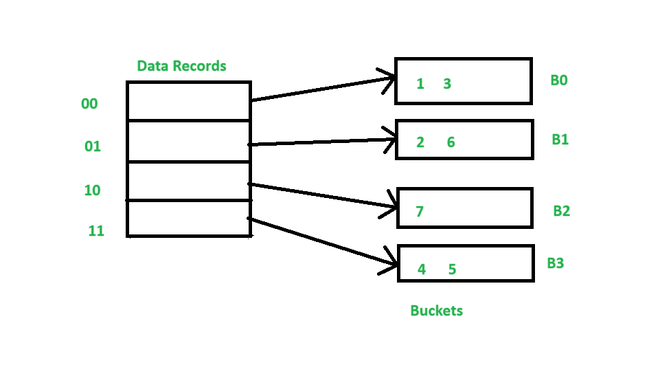 Data Records
00
1 3 B0
01
2 6 B1
10
7 B2
11
4 5 B3
Buckets